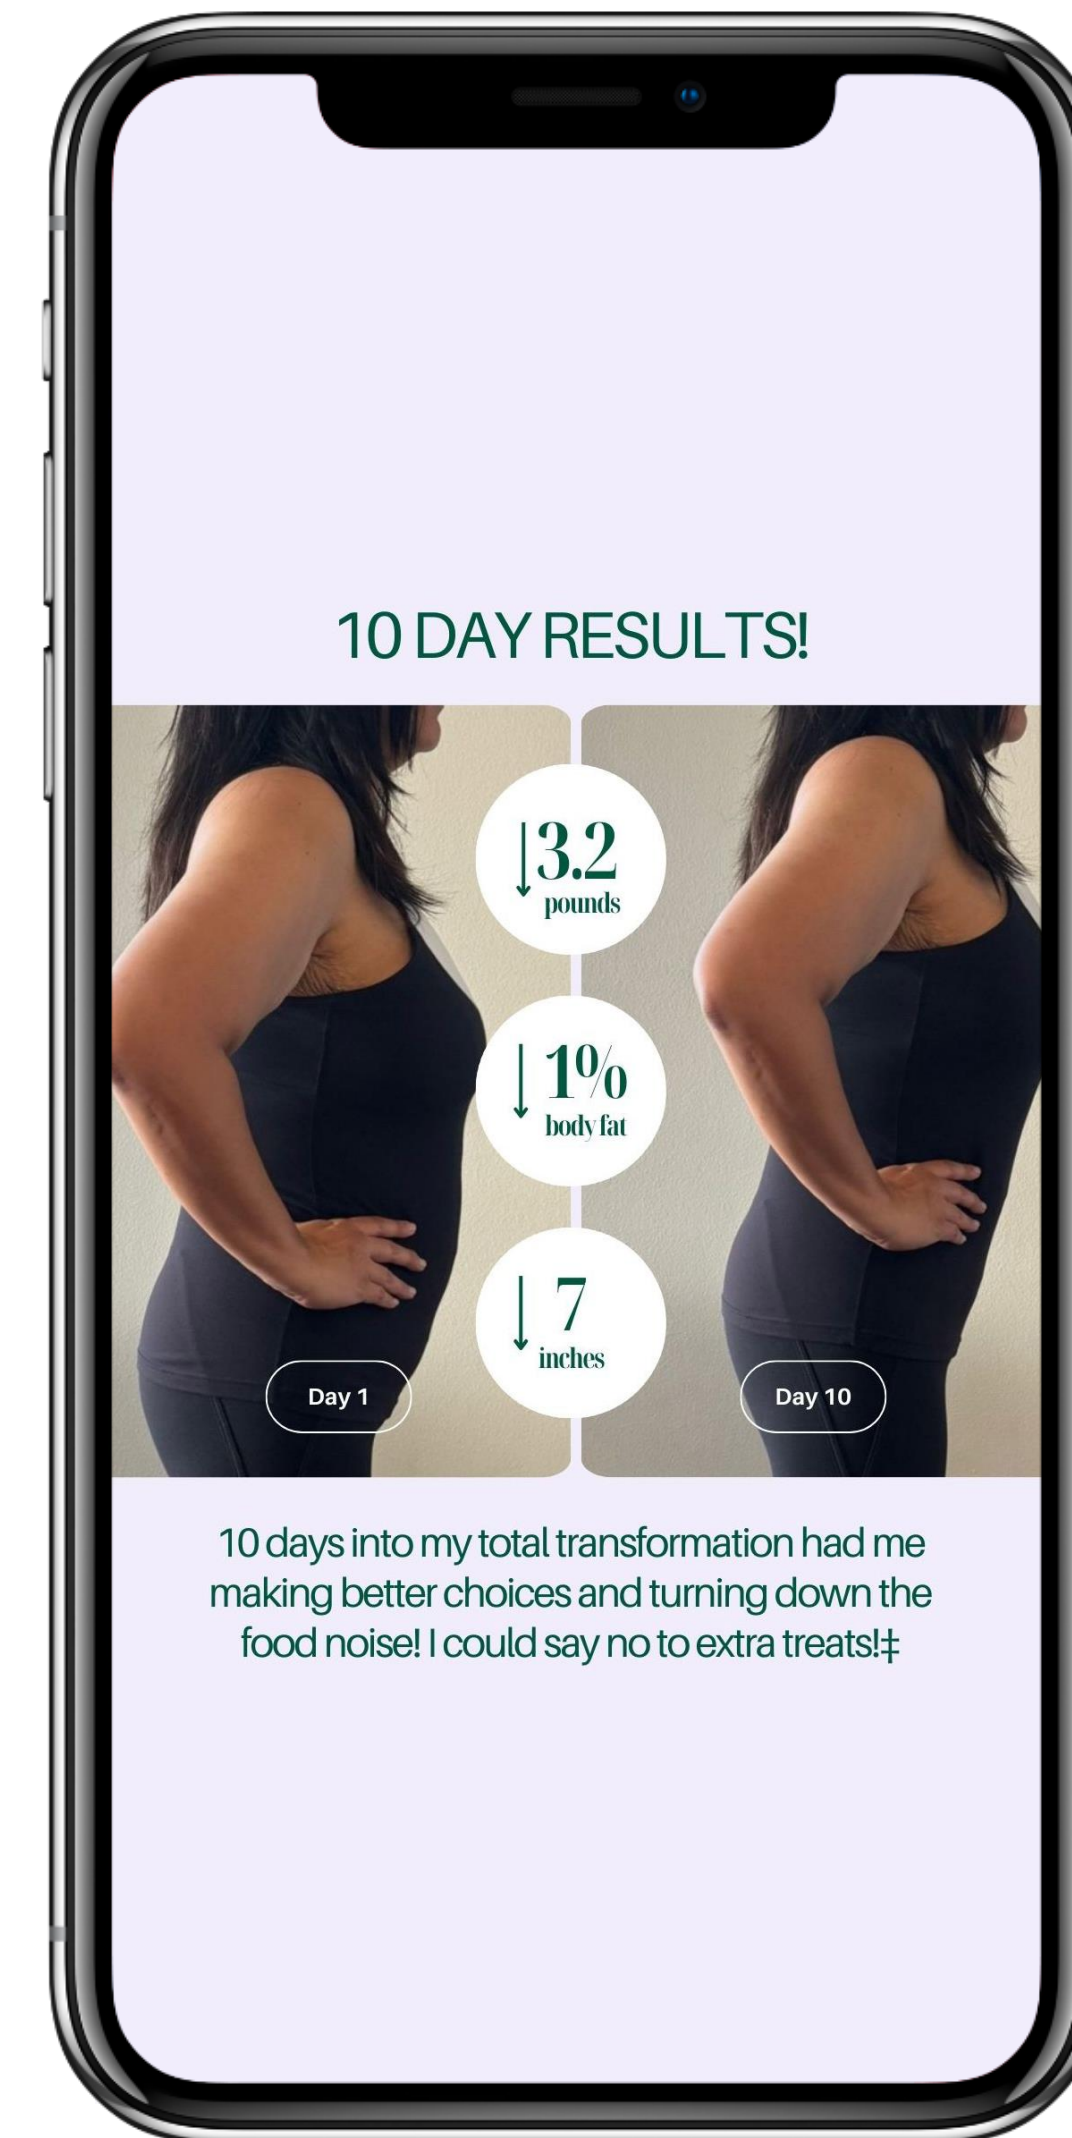 10 DAY RESULTS!
↓3.2
pounds
↓ 1%
body fat
↓ 7
inches
Day 1
Day 10
10 days into my total transformation had me
making better choices and turning down the
food noise! I could say no to extra treats!‡